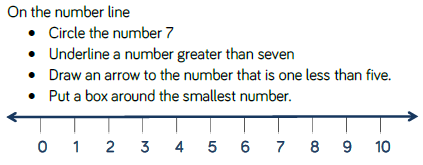 On the number line
• Circle the number 7
• Underline a number greater than seven
• Draw an arrow to the number that is one less than five.
• Put a box around the smallest number.
0 1 2 3 4 5 6 7 8 9 10